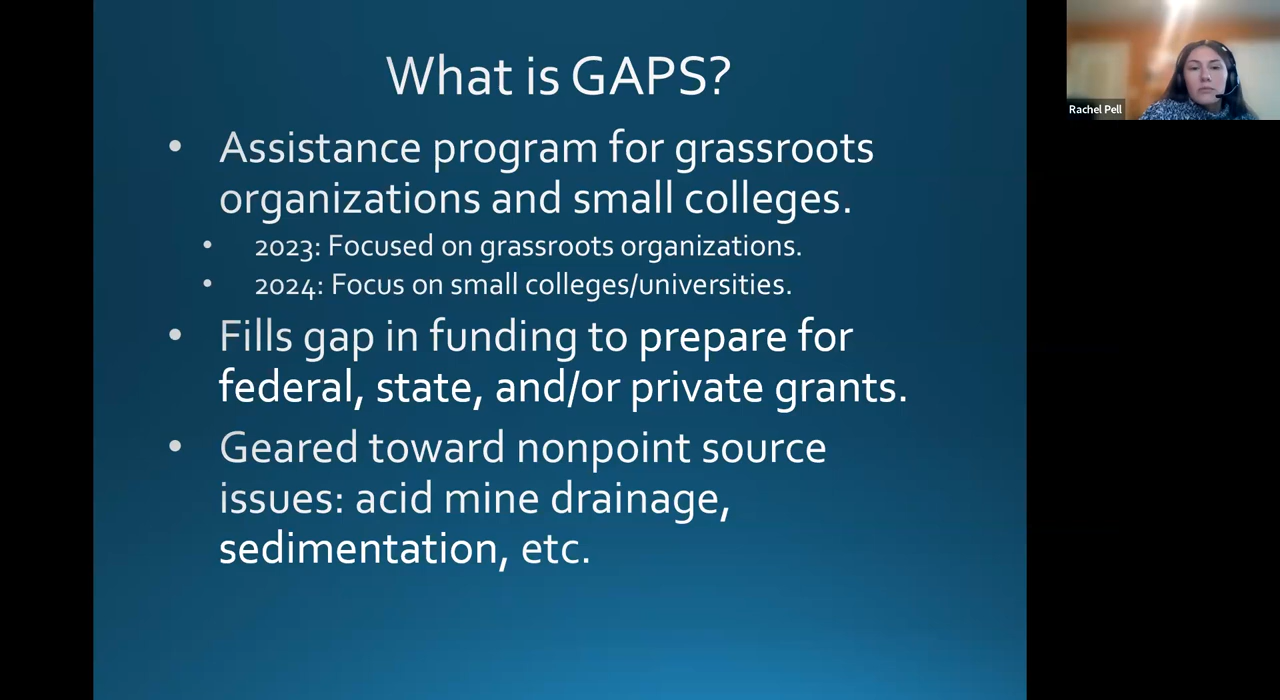 What is GAPS?
• Assistance program for grassroots
organizations and small colleges.
• 2023: Focused on grassroots organizations.
• 2024: Focus on small colleges/universities.
• Fills gap in funding to prepare for
federal, state, and/or private grants.
• Geared toward nonpoint source
issues: acid mine drainage,
sedimentation, etc.
Rachel Pell